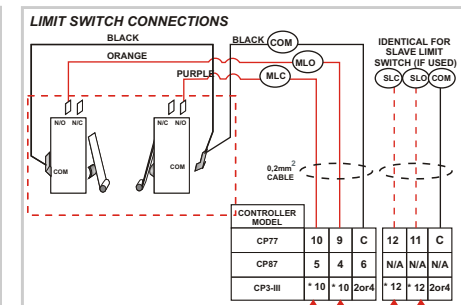 LIMIT SWITCH CONNECTIONS
BLACK
BLACK
COM
ORANGE
MLO
PURPLE
MLC
IDENTICAL FOR
SLAVE LIMIT
SWITCH (IF USED)
SLC
SLO
COM
N/O
N/C
N/C
N/O
COM
COM
0,2mm²
CABLE
CONTROLLER
MODEL
CP77 10 9 C 12 11 C
CP87 5 4 6 N/A N/A N/A
CP3-III * 10 * 10 2or4 * 12 * 12 2or4